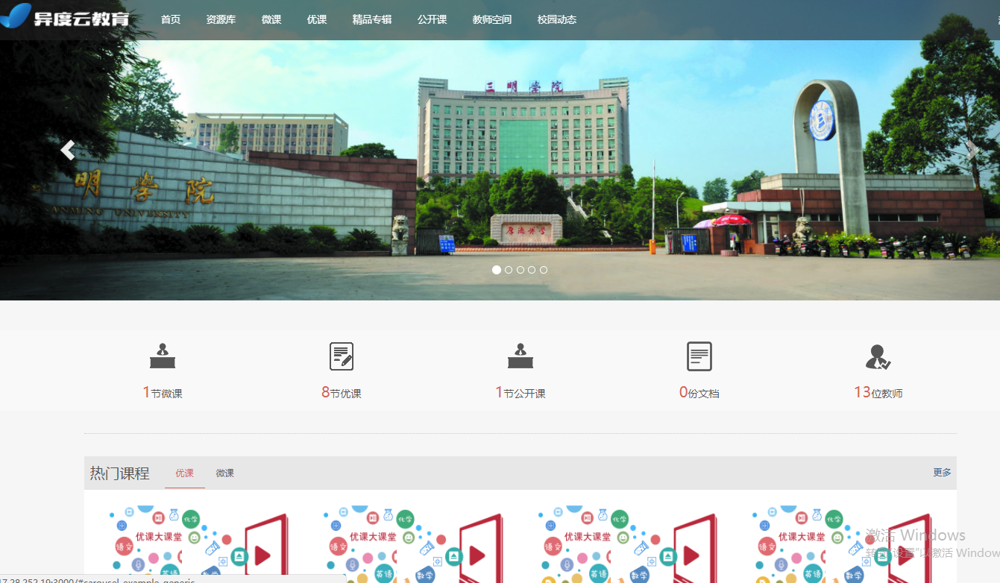 异度云教育
首页 资源库 微课 优课 精品专辑 公开课 教师空间 校园动态
三明学院
明學院
SANMING UNIVERSITY
1节微课 8节优课 1节公开课 0份文档 13位教师
热门课程 优课 微课 更多
化学 化学 化学 化学
优课大课堂 优课大课堂 优课大课堂 优课大课堂
语文 语文 语文 语文
英语 英语 英语 英语
数学 数学 数学 数学
激活 Windows
转到"设置"以激活 Window
17.28.252.19:3000/#carousel-example-generic